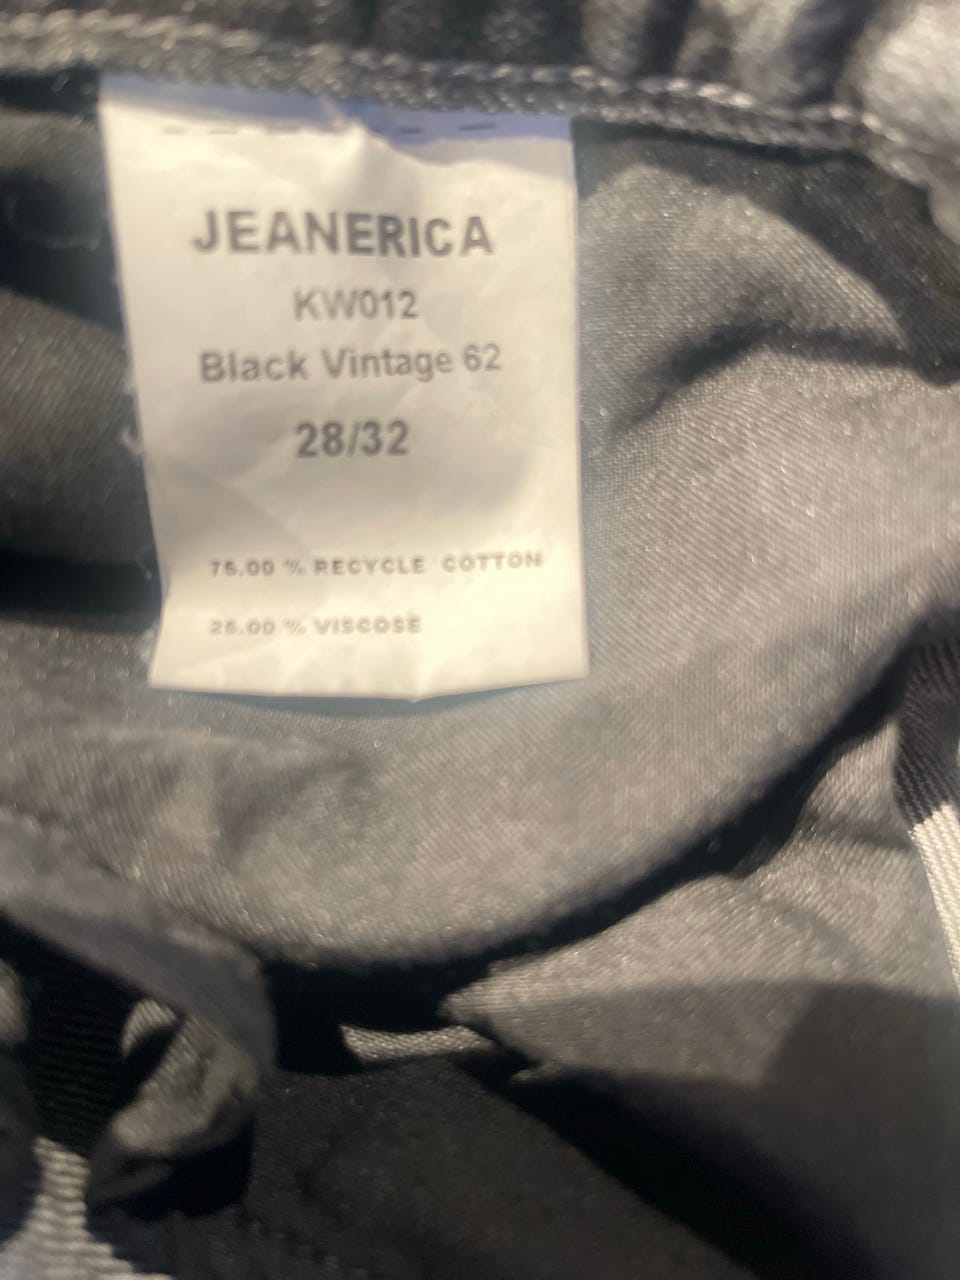 JEANERICA
KW012
Black Vintage 62
28/32
75.00 % RECYCLE COTTON
25.00 % VISCOSE